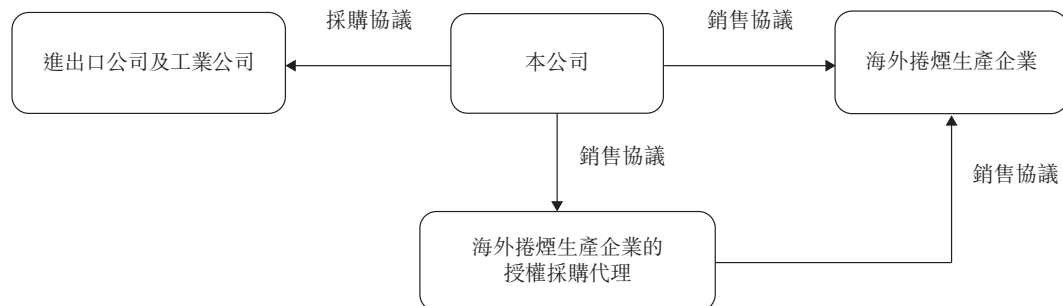 採購協議
銷售協議
進出口公司及工業公司
本公司
海外捲煙生產企業
銷售協議
銷售協議
海外捲煙生產企業的
授權採購代理